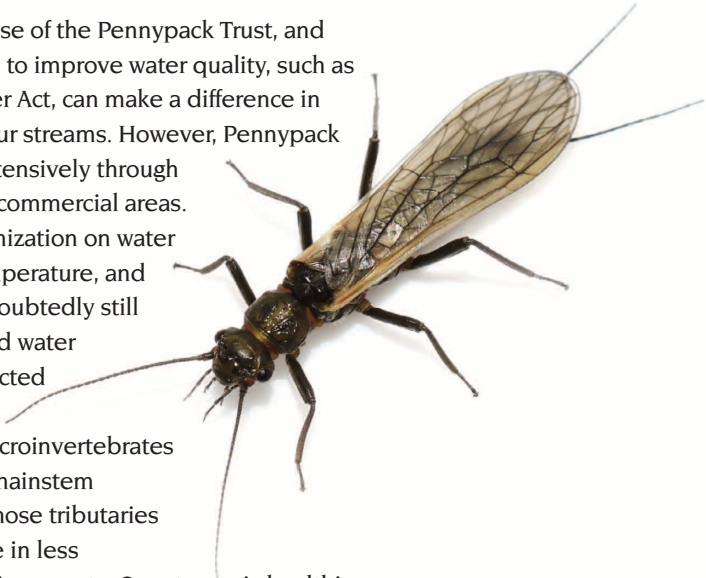 se of the Pennypack Trust, and
to improve water quality, such as
er Act, can make a difference in
ur streams. However, Pennypack
tensively through
commercial areas.
nization on water
perature, and
oubtedly still
d water
cted
croinvertebrates
nainstem
hose tributaries
e in less